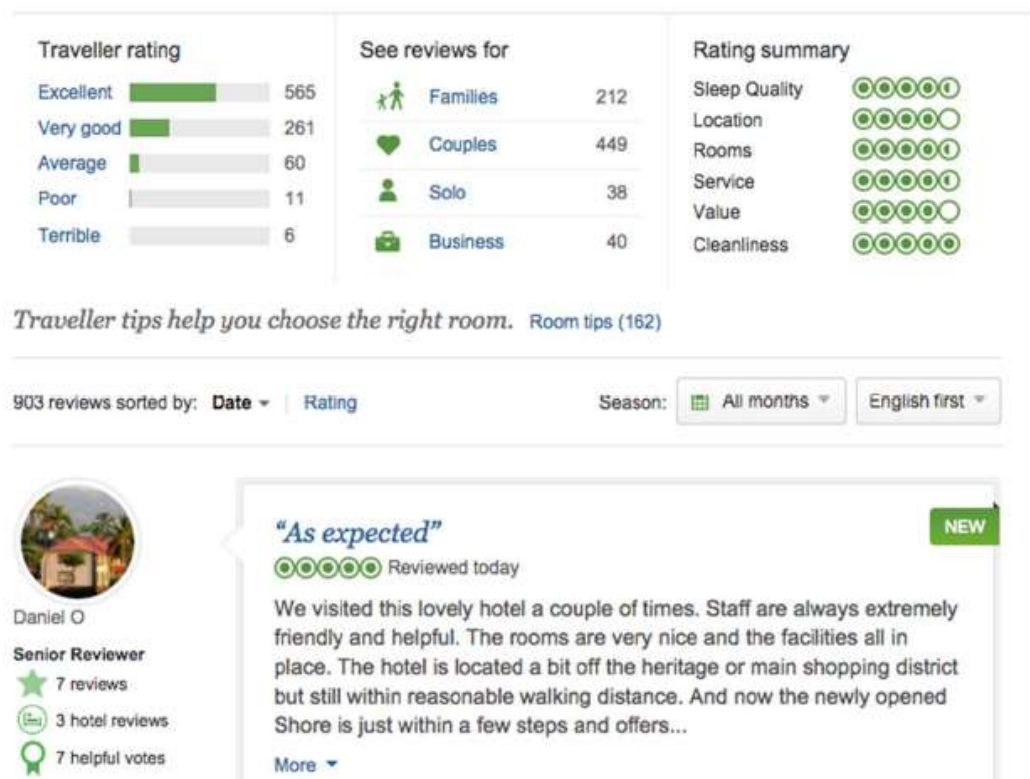 Traveller rating
Excellent 565
Very good 261
Average 60
Poor 11
Terrible 6
See reviews for
Families 212
Couples 449
Solo 38
Business 40
Rating summary
Sleep Quality
Location
Rooms
Service
Value
Cleanliness
Traveller tips help you choose the right room. Room tips (162)
903 reviews sorted by: Date Rating Season: All months English first
Daniel O
Senior Reviewer
7 reviews
3 hotel reviews
7 helpful votes
"As expected"
NEW
Reviewed today
We visited this lovely hotel a couple of times. Staff are always extremely
friendly and helpful. The rooms are very nice and the facilities all in
place. The hotel is located a bit off the heritage or main shopping district
but still within reasonable walking distance. And now the newly opened
Shore is just within a few steps and offers...
More